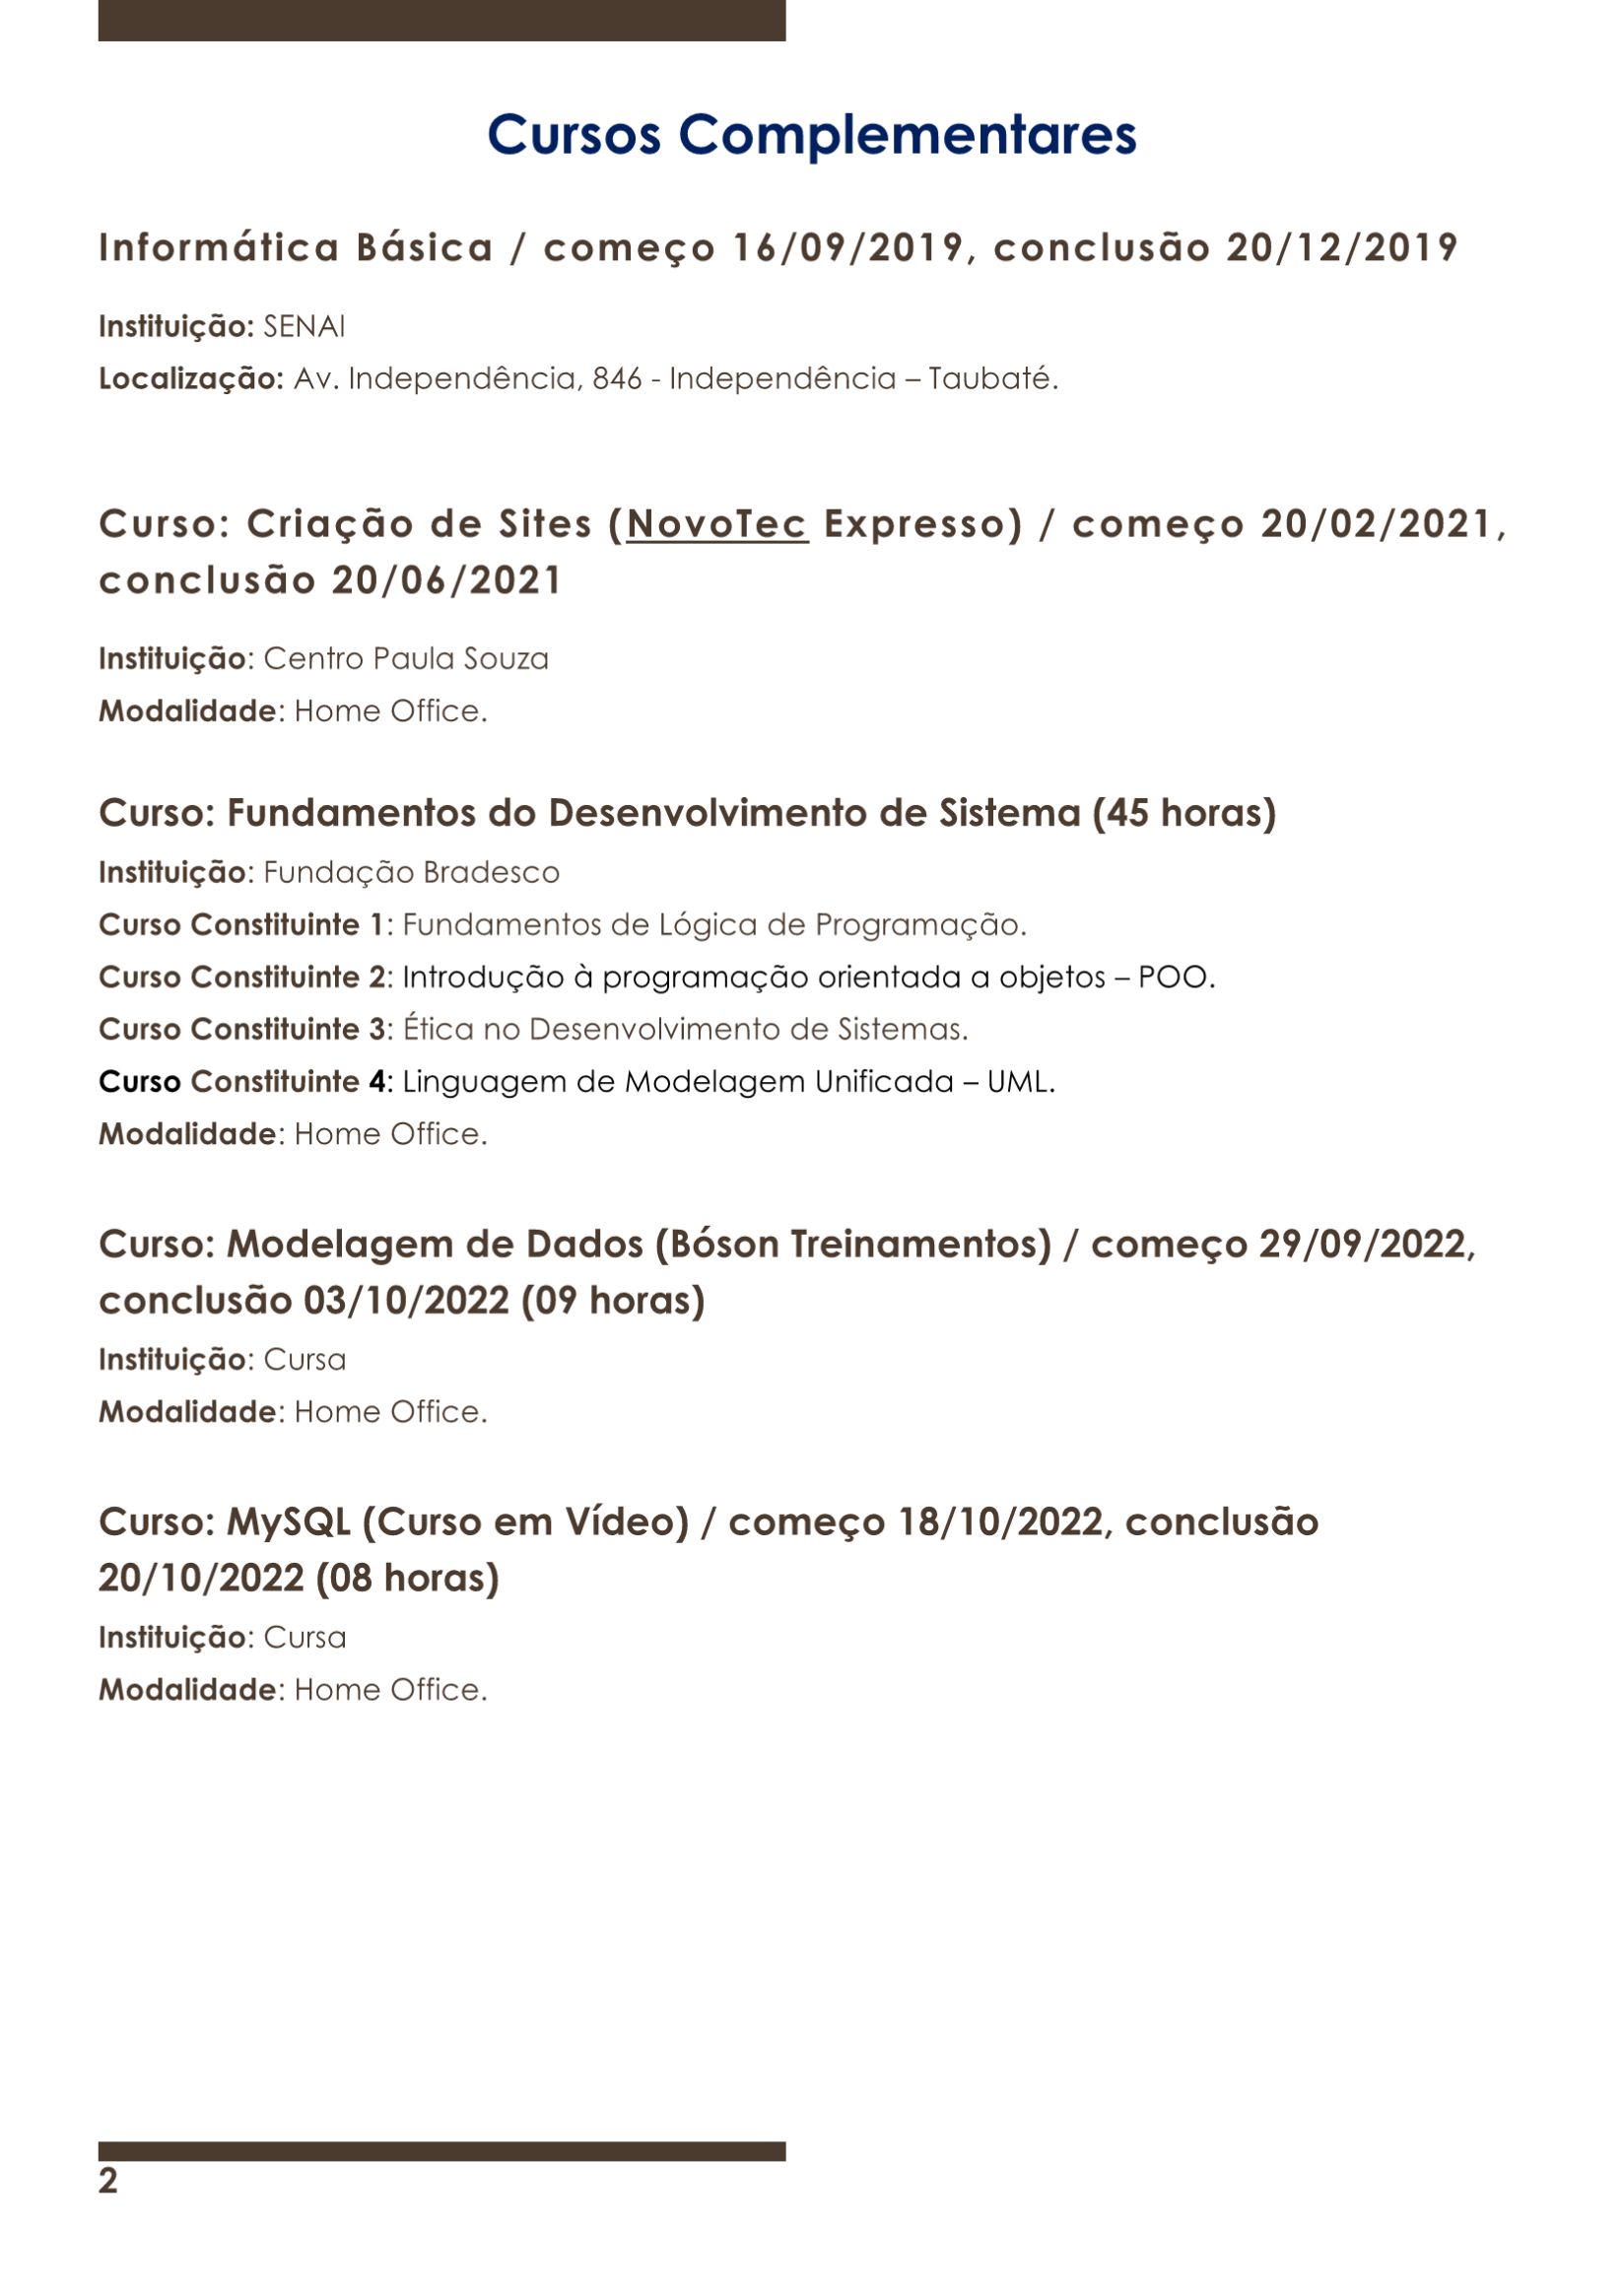 Cursos Complementares
Informática Básica / começo 16/09/2019, conclusão 20/12/2019
Instituição: SENAI
Localização: Av. Independência, 846 - Independência – Taubaté.
Curso: Criação de Sites (NovoTec Expresso) / começo 20/02/2021,
conclusão 20/06/2021
Instituição: Centro Paula Souza
Modalidade: Home Office.
Curso: Fundamentos do Desenvolvimento de Sistema (45 horas)
Instituição: Fundação Bradesco
Curso Constituinte 1: Fundamentos de Lógica de Programação.
Curso Constituinte 2: Introdução à programação orientada a objetos – POO.
Curso Constituinte 3: Ética no Desenvolvimento de Sistemas.
Curso Constituinte 4: Linguagem de Modelagem Unificada – UML.
Modalidade: Home Office.
Curso: Modelagem de Dados (Bóson Treinamentos) / começo 29/09/2022,
conclusão 03/10/2022 (09 horas)
Instituição: Cursa
Modalidade: Home Office.
Curso: MySQL (Curso em Vídeo) / começo 18/10/2022, conclusão
20/10/2022 (08 horas)
Instituição: Cursa
Modalidade: Home Office.
2